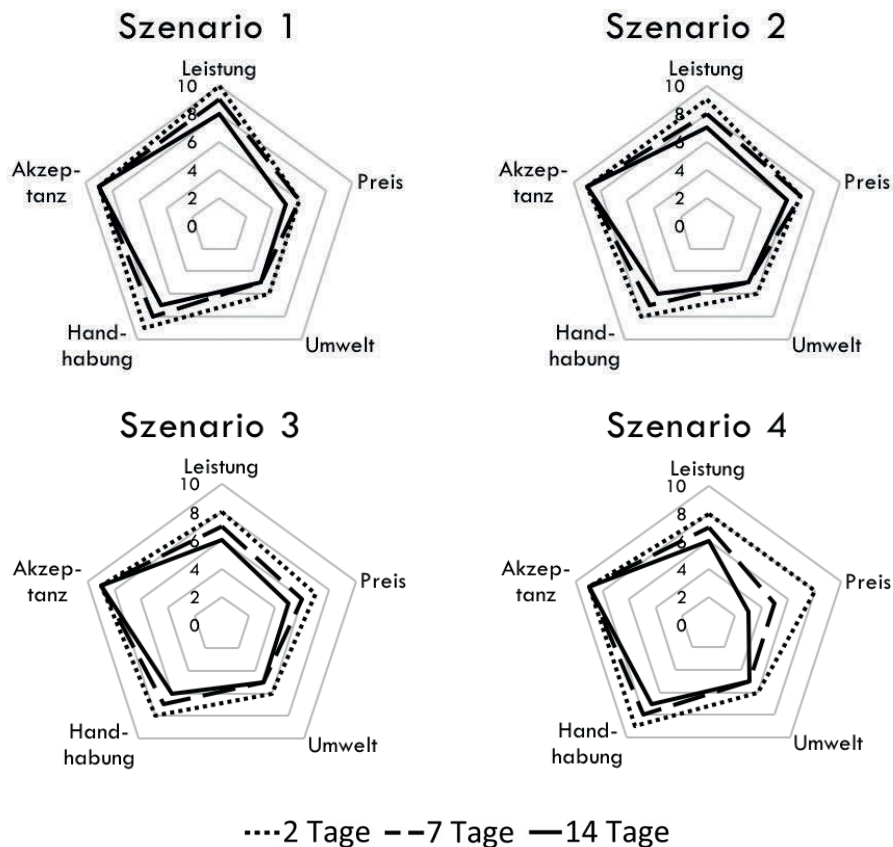 Szenario 1
Leistung
10
8
6
4
2
0
Preis
Umwelt
Hand-
habung
Akzep-
tanz
Szenario 2
Leistung
10
8
6
4
2
0
Preis
Umwelt
Hand-
habung
Akzep-
tanz
Szenario 3
Leistung
10
8
6
4
2
0
Preis
Umwelt
Hand-
habung
Akzep-
tanz
Szenario 4
Leistung
10
8
6
4
2
0
Preis
Umwelt
Hand-
habung
Akzep-
tanz
2 Tage 7 Tage 14 Tage